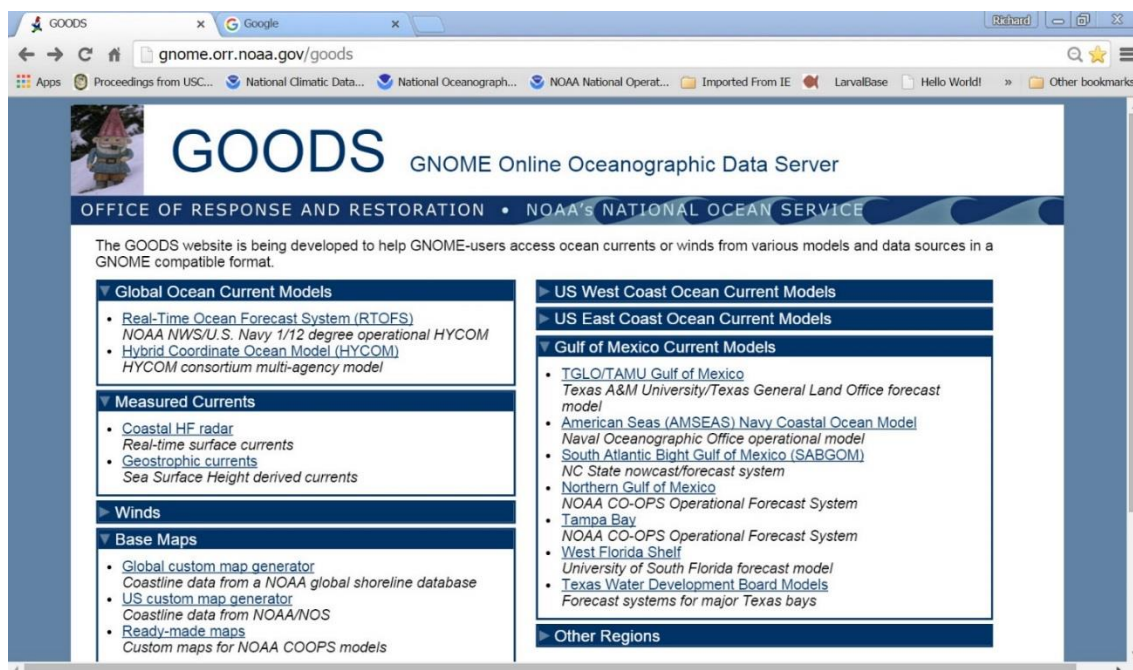 GOODS
Google
Richard
gnome.orr.noaa.gov/goods
Apps Proceedings from USC... National Climatic Data... National Oceanograph... NOAA National Operat... Imported From IE LarvalBase Hello World! » Other bookmarks
GOODS GNOME Online Oceanographic Data Server
OFFICE OF RESPONSE AND RESTORATION • NOAA's NATIONAL OCEAN SERVICE
The GOODS website is being developed to help GNOME-users access ocean currents or winds from various models and data sources in a
GNOME compatible format.
Global Ocean Current Models
• Real-Time Ocean Forecast System (RTOFS)
NOAA NWS/U.S. Navy 1/12 degree operational HYCOM
• Hybrid Coordinate Ocean Model (HYCOM)
HYCOM consortium multi-agency model
Measured Currents
• Coastal HF radar
Real-time surface currents
• Geostrophic currents
Sea Surface Height derived currents
Winds
Base Maps
• Global custom map generator
Coastline data from a NOAA global shoreline database
• US custom map generator
Coastline data from NOAA/NOS
• Ready-made maps
Custom maps for NOAA COOPS models
US West Coast Ocean Current Models
US East Coast Ocean Current Models
Gulf of Mexico Current Models
• TGLO/TAMU Gulf of Mexico
Texas A&M University/Texas General Land Office forecast
model
• American Seas (AMSEAS) Navy Coastal Ocean Model
Naval Oceanographic Office operational model
• South Atlantic Bight Gulf of Mexico (SABGOM)
NC State nowcast/forecast system
• Northern Gulf of Mexico
NOAA CO-OPS Operational Forecast System
• Tampa Bay
NOAA CO-OPS Operational Forecast System
• West Florida Shelf
University of South Florida forecast model
• Texas Water Development Board Models
Forecast systems for major Texas bays
Other Regions